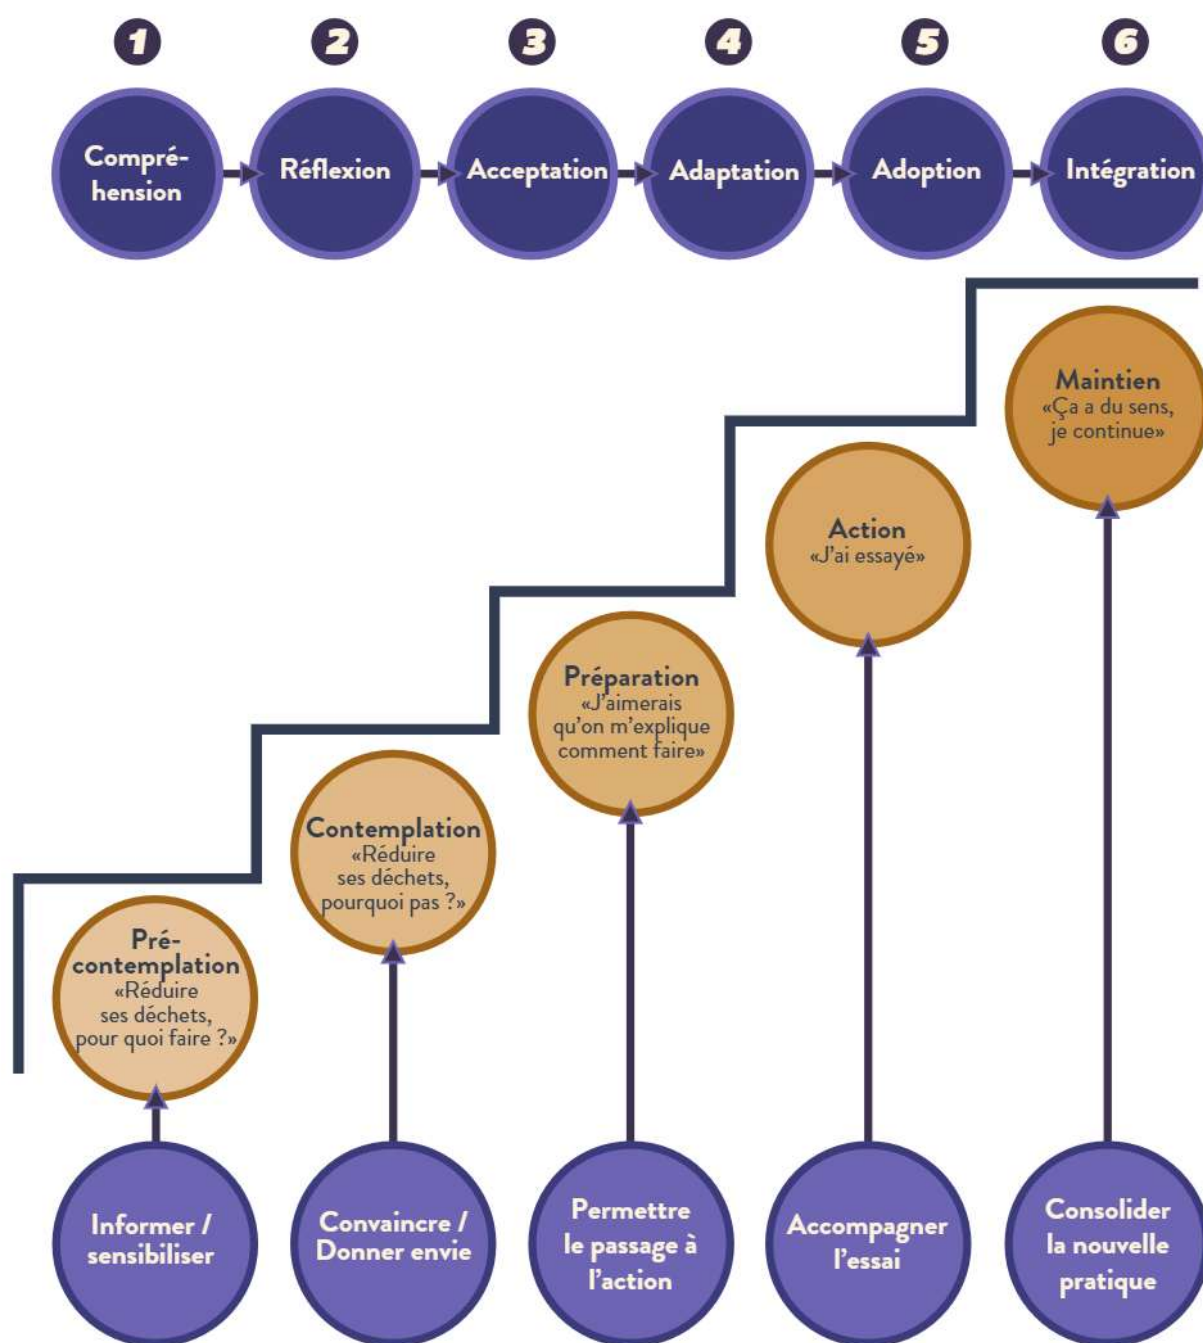 1
2
3
4
5
6
Compré-
hension
Réflexion
Acceptation
Adaptation
Adoption
Intégration
Maintien
«Ça a du sens,
je continue»
Action
«J'ai essayé»
Préparation
«J'aimerais
qu'on m'explique
comment faire»
Contemplation
«Réduire
ses déchets,
pourquoi pas ?»
Pré-
contemplation
«Réduire
ses déchets,
pour quoi faire ?»
Informer /
sensibiliser
Convaincre /
Donner envie
Permettre
le passage à
l'action
Accompagner
l'essai
Consolider
la nouvelle
pratique